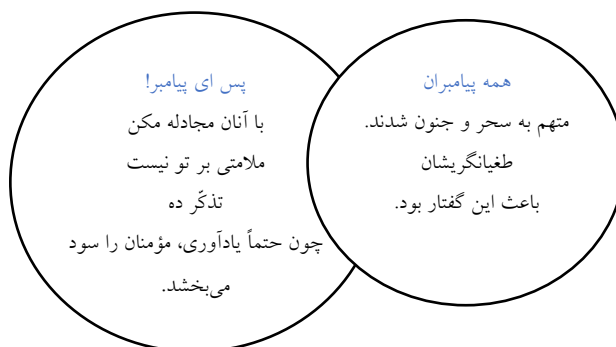 همه پیامبران
متهم به سحر و جنون شدند.
طغیانگریشان
باعث این گفتار بود.
پس ای پیامبر!
با آنان مجادله مکن
ملامتی بر تو نیست
تذکّر ده
چون حتماً یادآوری، مؤمنان را سود
می‌بخشد.